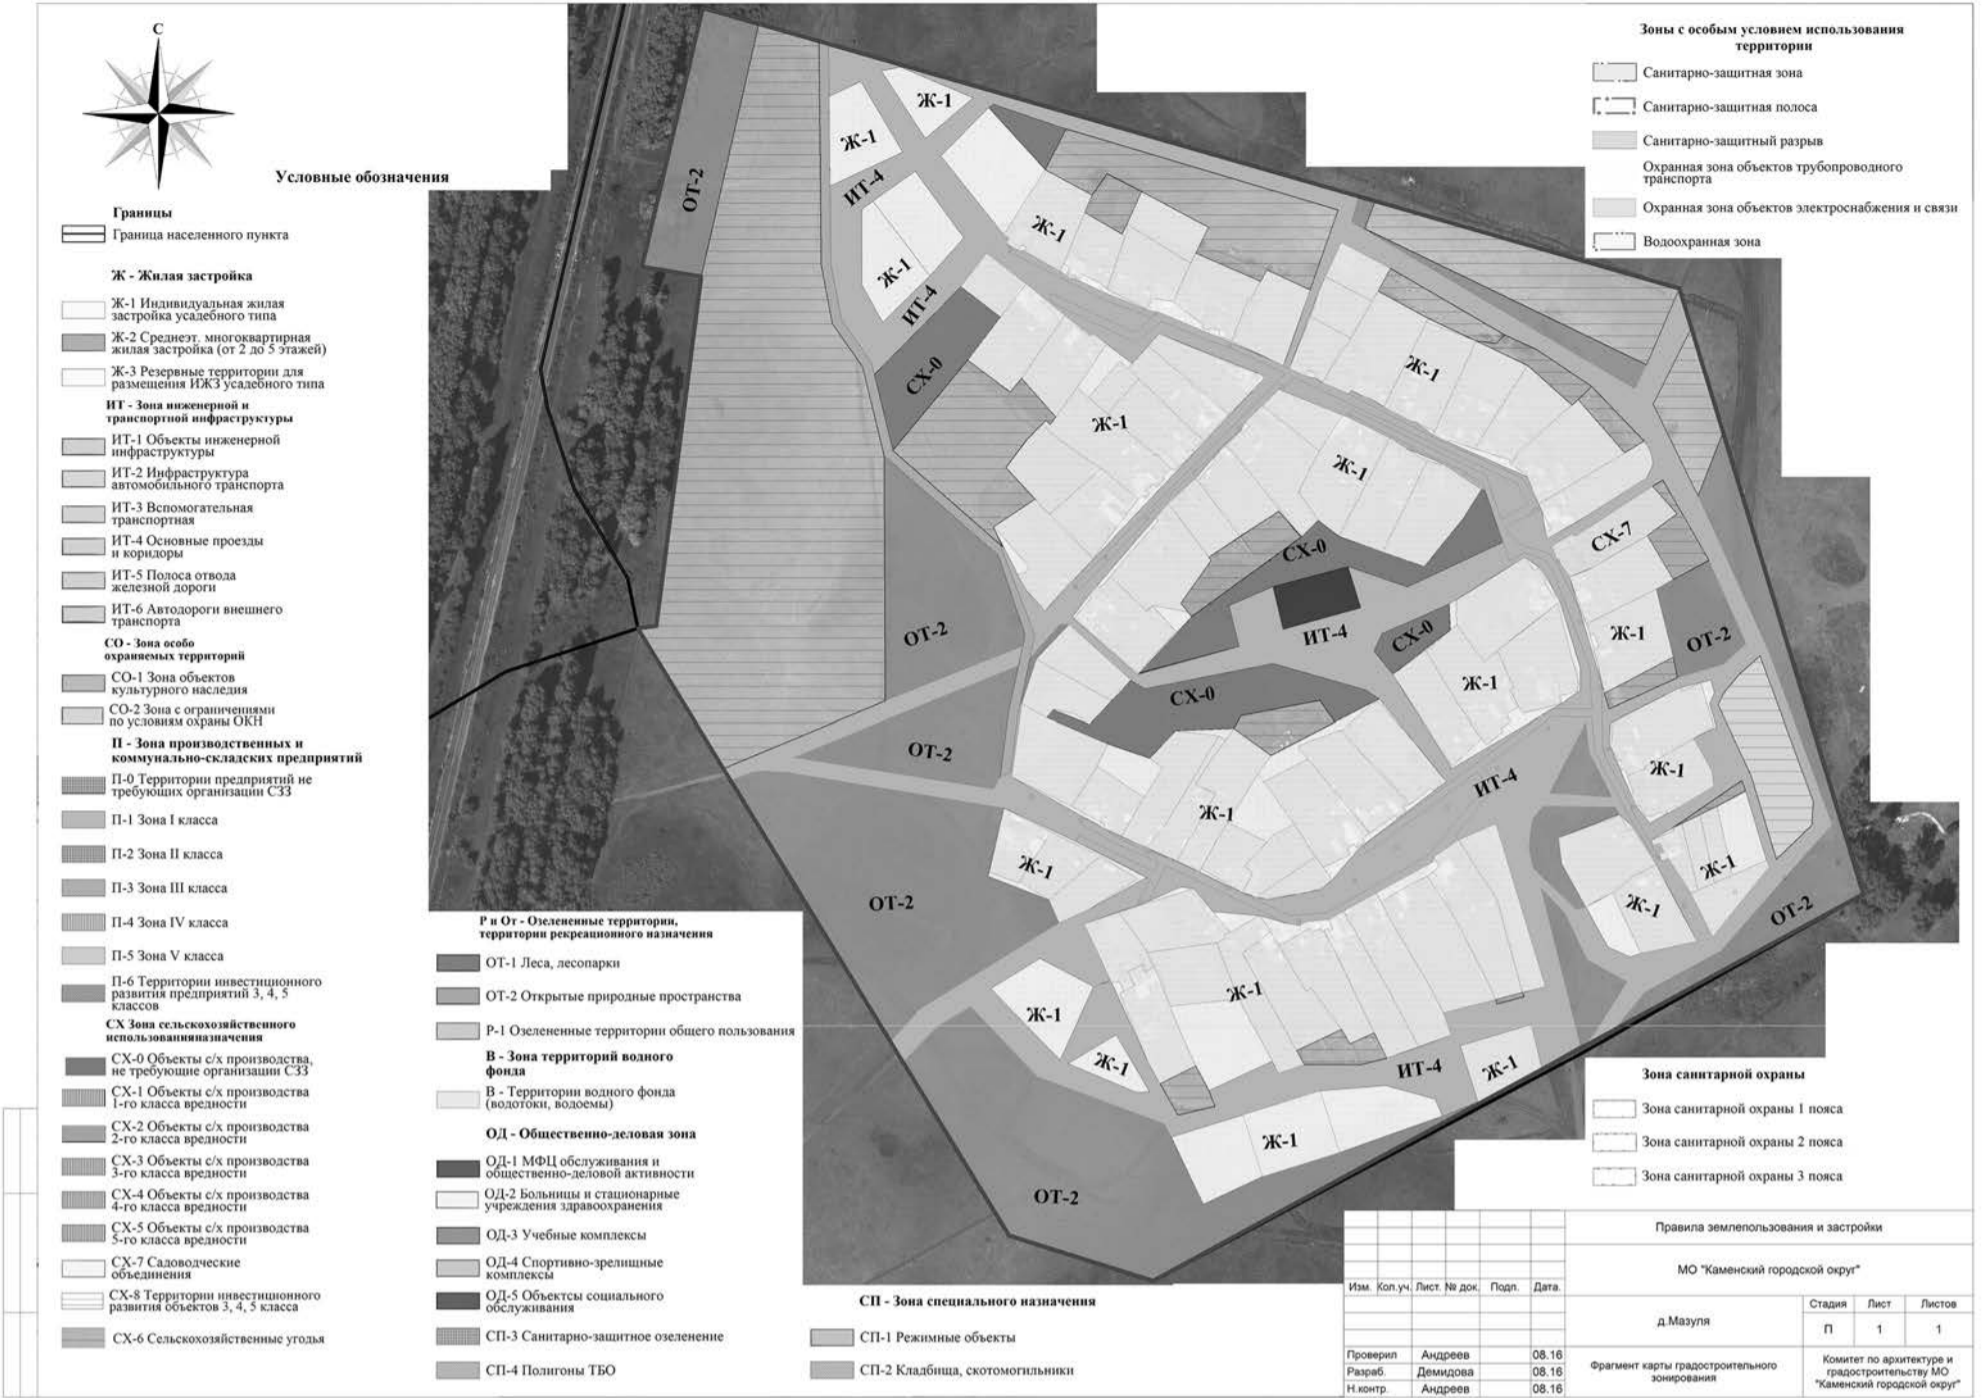 С
Условные обозначения
Границы
Граница населенного пункта
Ж - Жилая застройка
Ж-1 Индивидуальная жилая
застройка усадебного типа
Ж-2 Среднеэт. многоквартирная
жилая застройка (от 2 до 5 этажей)
Ж-3 Резервные территории для
размещения ИЖЗ усадебного типа
ИТ - Зона инженерной и
транспортной инфраструктуры
ИТ-1 Объекты инженерной
инфраструктуры
ИТ-2 Инфраструктура
автомобильного транспорта
ИТ-3 Вспомогательная
транспортная
ИТ-4 Основные проезды
и коридоры
ИТ-5 Полоса отвода
железной дороги
ИТ-6 Автодороги внешнего
транспорта
СО - Зона особо
охраняемых территорий
СО-1 Зона объектов
культурного наследия
СО-2 Зона с ограничениями
по условиям охраны ОКН
П - Зона производственных и
коммунально-складских предприятий
П-0 Территории предприятий не
требующих организации СЗЗ
П-1 Зона I класса
П-2 Зона II класса
П-3 Зона III класса
П-4 Зона IV класса
П-5 Зона V класса
П-6 Территории инвестиционного
развития предприятий 3, 4, 5
классов
СХ Зона сельскохозяйственного
использованияназначения
СХ-0 Объекты с/х производства,
не требующие организации СЗЗ
СХ-1 Объекты с/х производства
1-го класса вредности
СХ-2 Объекты с/х производства
2-го класса вредности
СХ-3 Объекты с/х производства
3-го класса вредности
СХ-4 Объекты с/х производства
4-го класса вредности
СХ-5 Объекты с/х производства
5-го класса вредности
СХ-7 Садоводческие
объединения
СХ-8 Территории инвестиционного
развития объектов 3, 4, 5 класса
СХ-6 Сельскохозяйственные угодья
Р и От - Озелененные территории,
территории рекреационного назначения
ОТ-1 Леса, лесопарки
ОТ-2 Открытые природные пространства
Р-1 Озелененные территории общего пользования
В - Зона территорий водного
фонда
В - Территории водного фонда
(водотоки, водоемы)
ОД - Общественно-деловая зона
ОД-1 МФЦ обслуживания и
общественно-деловой активности
ОД-2 Больницы и стационарные
учреждения здравоохранения
ОД-3 Учебные комплексы
ОД-4 Спортивно-зрелищные
комплексы
ОД-5 Объектсы социального
обслуживания
СП-3 Санитарно-защитное озеленение
СП-4 Полигоны ТБО
СП - Зона специального назначения
СП-1 Режимные объекты
СП-2 Кладбища, скотомогильники
Ж-1
Ж-1
ОТ-2
ИТ-4
Ж-1
Ж-1
ИТ-4
СХ-0
Ж-1
Ж-1
Ж-1
СХ-7
СХ-0
ОТ-2
ИТ-4
СХ-0
Ж-1
ОТ-2
СХ-0
Ж-1
ОТ-2
Ж-1
ИТ-4
Ж-1
Ж-1
Ж-1
ОТ-2
Ж-1
ОТ-2
Ж-1
Ж-1
Ж-1
ИТ-4
Ж-1
Ж-1
ОТ-2
Зоны с особым условием использования
территории
Санитарно-защитная зона
Санитарно-защитная полоса
Санитарно-защитный разрыв
Охранная зона объектов трубопроводного
транспорта
Охранная зона объектов электроснабжения и связи
Водоохранная зона
Зона санитарной охраны
Зона санитарной охраны 1 пояса
Зона санитарной охраны 2 пояса
Зона санитарной охраны 3 пояса
Правила землепользования и застройки
МО "Каменский городской округ"
Изм. Кол.уч. Лист. № док. Подп. Дата.
д.Мазуля
Стадия Лист Листов
П 1 1
Проверил Андреев 08.16
Разраб. Демидова 08.16
Н.контр. Андреев 08.16
Фрагмент карты градостроительного
зонирования
Комитет по архитектуре и
градостроительству МО
"Каменский городской округ"